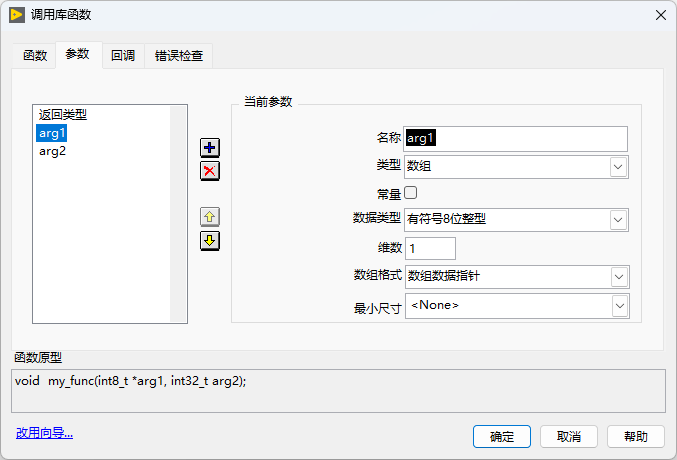 调用库函数
函数 参数 回调 错误检查
返回类型
arg1
arg2
当前参数
名称 arg1
类型 数组
常量
数据类型 有符号8位整型
维数 1
数组格式 数组数据指针
最小尺寸 <None>
函数原型
void my_func(int8_t *arg1, int32_t arg2);
改用向导...
确定 取消 帮助